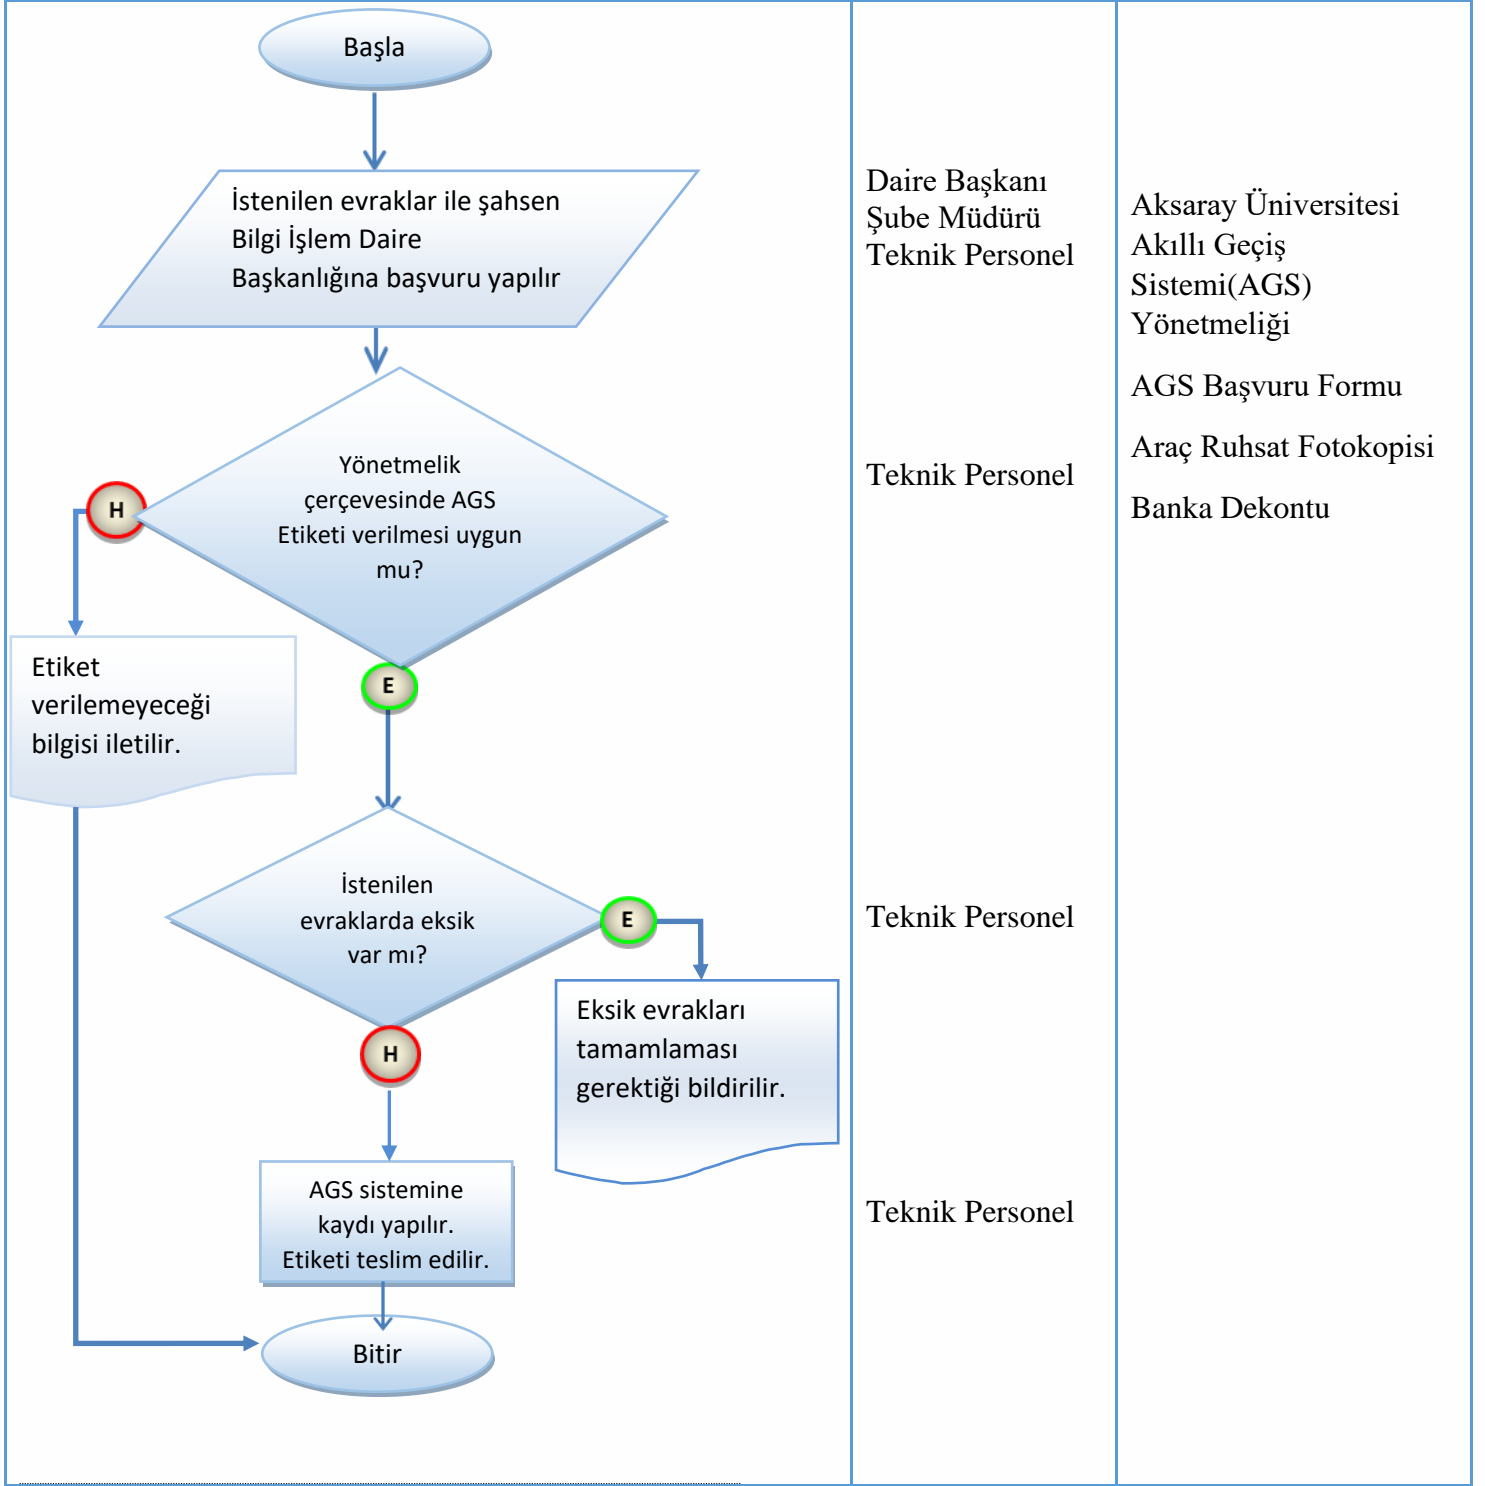 Başla
İstenilen evraklar ile şahsen
Bilgi İşlem Daire
Başkanlığına başvuru yapılır
Yönetmelik
çerçevesinde AGS
Etiketi verilmesi uygun
mu?
H
E
Etiket
verilemeyeceği
bilgisi iletilir.
İstenilen
evraklarda eksik
var mı?
E
H
Eksik evrakları
tamamlaması
gerektiği bildirilir.
AGS sistemine
kaydı yapılır.
Etiketi teslim edilir.
Bitir
Daire Başkanı
Şube Müdürü
Teknik Personel
Teknik Personel
Teknik Personel
Teknik Personel
Aksaray Üniversitesi
Akıllı Geçiş
Sistemi(AGS)
Yönetmeliği
AGS Başvuru Formu
Araç Ruhsat Fotokopisi
Banka Dekontu